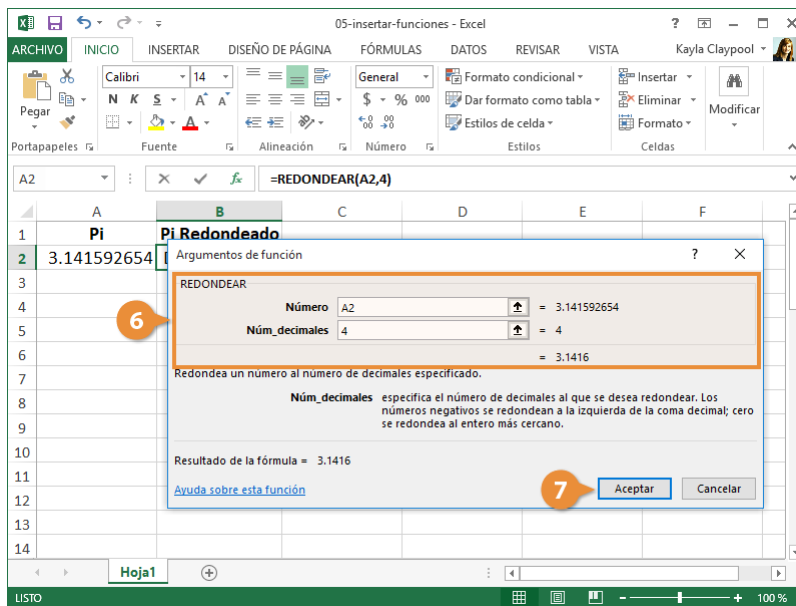 05-insertar-funciones - Excel ?
ARCHIVO INICIO INSERTAR DISEÑO DE PÁGINA FÓRMULAS DATOS REVISAR VISTA Kayla Claypool
Calibri 14 General Formato condicional Insertar
Pegar N K S A A $ % 000 Dar formato como tabla Eliminar Modificar
A Estilos de celda Formato
Portapapeles Fuente Alineación Número Estilos Celdas
A2 fx =REDONDEAR(A2,4)
A B C D E F
1 Pi Pi Redondeado
2 3.141592654
Argumentos de función ?
REDONDEAR
Número A2 = 3.141592654
Núm_decimales 4 = 4
= 3.1416
6
Redondea un número al número de decimales especificado.
Núm_decimales especifica el número de decimales al que se desea redondear. Los
números negativos se redondean a la izquierda de la coma decimal; cero
se redondea al entero más cercano.
Resultado de la fórmula = 3.1416
Ayuda sobre esta función 7 Aceptar Cancelar
3
4
5
6
7
8
9
10
11
12
13
14
Hoja1
LISTO 100 %